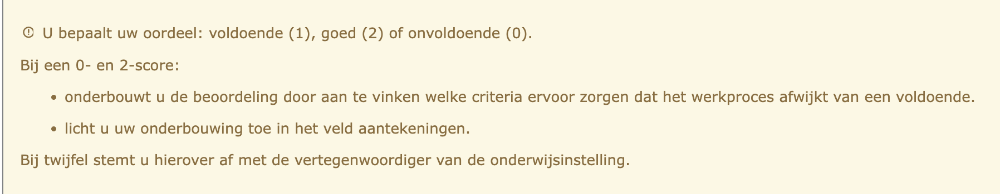 U bepaalt uw oordeel: voldoende (1), goed (2) of onvoldoende (0).
Bij een 0- en 2-score:
• onderbouwt u de beoordeling door aan te vinken welke criteria ervoor zorgen dat het werkproces afwijkt van een voldoende.
• licht u uw onderbouwing toe in het veld aantekeningen.
Bij twijfel stemt u hierover af met de vertegenwoordiger van de onderwijsinstelling.